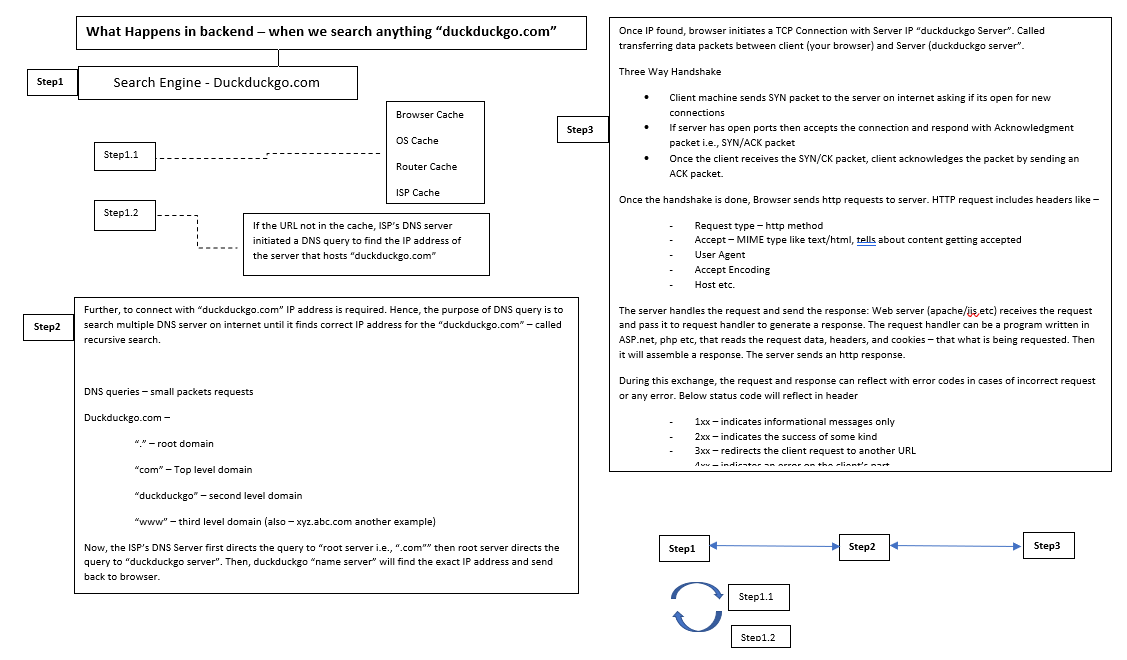 What Happens in backend – when we search anything “duckduckgo.com”
Step1
Search Engine - Duckduckgo.com
Step1.1
Browser Cache
OS Cache
Router Cache
ISP Cache
Step1.2
If the URL not in the cache, ISP’s DNS server
initiated a DNS query to find the IP address of
the server that hosts “duckduckgo.com”
Step2
Further, to connect with “duckduckgo.com” IP address is required. Hence, the purpose of DNS query is to
search multiple DNS server on internet until it finds correct IP address for the “duckduckgo.com” – called
recursive search.
DNS queries – small packets requests
Duckduckgo.com –
“.” – root domain
“com” – Top level domain
“duckduckgo” – second level domain
“www” – third level domain (also – xyz.abc.com another example)
Now, the ISP’s DNS Server first directs the query to “root server i.e., “.com”” then root server directs the
query to “duckduckgo server”. Then, duckduckgo “name server” will find the exact IP address and send
back to browser.
Step3
Once IP found, browser initiates a TCP Connection with Server IP “duckduckgo Server”. Called
transferring data packets between client (your browser) and Server (duckduckgo server”.
Three Way Handshake
• Client machine sends SYN packet to the server on internet asking if its open for new
connections
• If server has open ports then accepts the connection and respond with Acknowledgment
packet i.e., SYN/ACK packet
• Once the client receives the SYN/CK packet, client acknowledges the packet by sending an
ACK packet.
Once the handshake is done, Browser sends http requests to server. HTTP request includes headers like –
- Request type – http method
- Accept – MIME type like text/html, tells about content getting accepted
- User Agent
- Accept Encoding
- Host etc.
The server handles the request and send the response: Web server (apache/iis,etc) receives the request
and pass it to request handler to generate a response. The request handler can be a program written in
ASP.net, php etc, that reads the request data, headers, and cookies – that what is being requested. Then
it will assemble a response. The server sends an http response.
During this exchange, the request and response can reflect with error codes in cases of incorrect request
or any error. Below status code will reflect in header
- 1xx – indicates informational messages only
- 2xx – indicates the success of some kind
- 3xx – redirects the client request to another URL
4xx – indicates an error on the client’s part
Step1
Step2
Step3
Step1.1
Step1.2